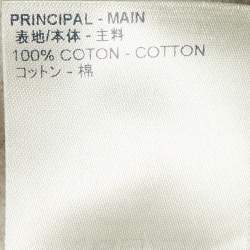 PRINCIPAL - MAIN
表地/本体 - 主料
100% COTON - COTTON
コットン - 棉